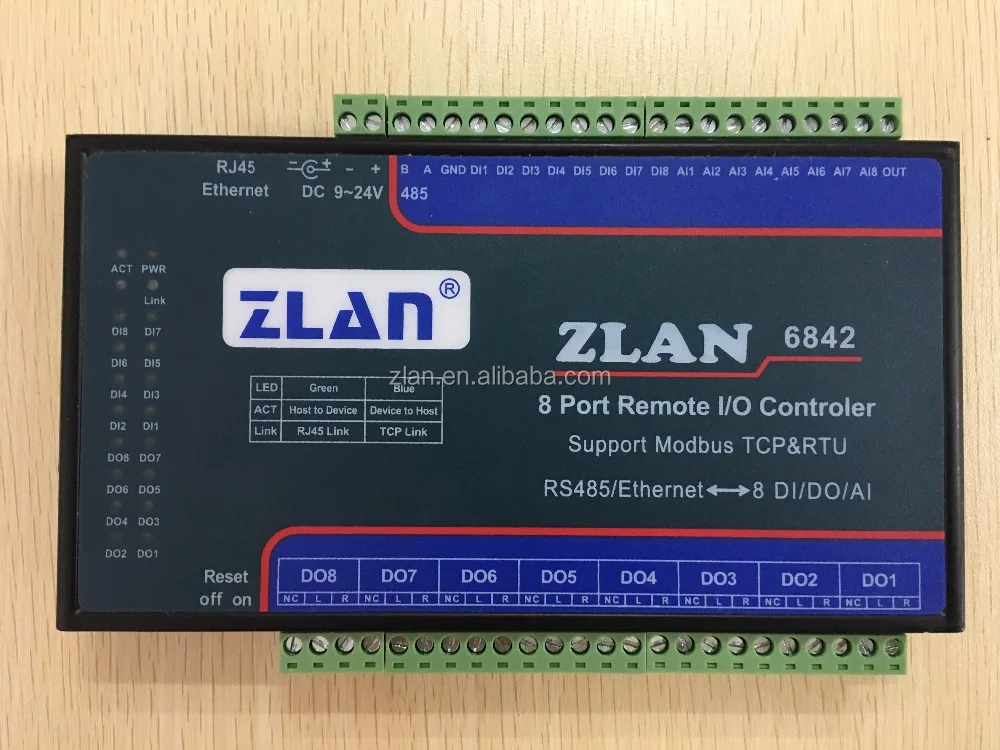 RJ45 - + - + B A GND DI1 DI2 DI3 DI4 DI5 DI6 DI7 DI8 AI1 AI2 AI3 AI4 AI5 AI6 AI7 AI8 OUT
Ethernet DC 9~24V 485
ACT PWR
Link
DI8 DI7
DI6 DI5
DI4 DI3
DI2 DI1
DO8 DO7
DO6 DO5
DO4 DO3
DO2 DO1
ZLAN ®
ZLAN 6842
zlan.en.alibaba.com
LED Green Blue
ACT Host to Device Device to Host
Link RJ45 Link TCP Link
8 Port Remote I/O Controler
Support Modbus TCP&RTU
RS485/Ethernet ↔ 8 DI/DO/AI
Reset
off on
DO8 DO7 DO6 DO5 DO4 DO3 DO2 DO1
NC L R NC L R NC L R NC L R NC L R NC L R NC L R NC L R